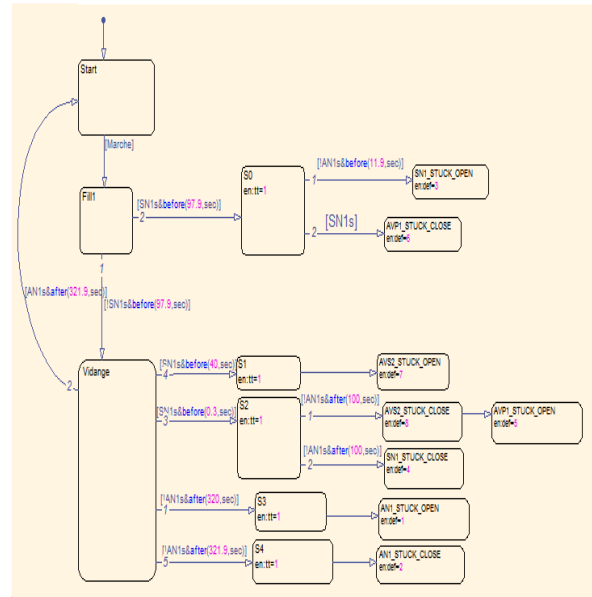 Start
[Marche]
[!AN1s&before(11.9,sec)]
S0
en:tt=1
1
SN1_STUCK_OPEN
en:def=3
Fill1
[SN1s&before(97.9,sec)]
2
2
[SN1s]
AVP1_STUCK_CLOSE
en:def=6
1
[AN1s&after(321.9,sec)]
[!SN1s&before(97.9,sec)]
Vidange
2
[SN1s&before(40,sec)]
4
S1
en:tt=1
AVS2_STUCK_OPEN
en:def=7
[SN1s&before(0.3,sec)]
3
S2
en:tt=1
[!AN1s&after(100,sec)]
1
AVS2_STUCK_CLOSE
en:def=8
AVP1_STUCK_OPEN
en:def=5
[!AN1s&after(100,sec)]
2
SN1_STUCK_CLOSE
en:def=4
[!AN1s&after(320,sec)]
1
S3
en:tt=1
AN1_STUCK_OPEN
en:def=1
[!AN1s&after(321.9,sec)]
5
S4
en:tt=1
AN1_STUCK_CLOSE
en:def=2